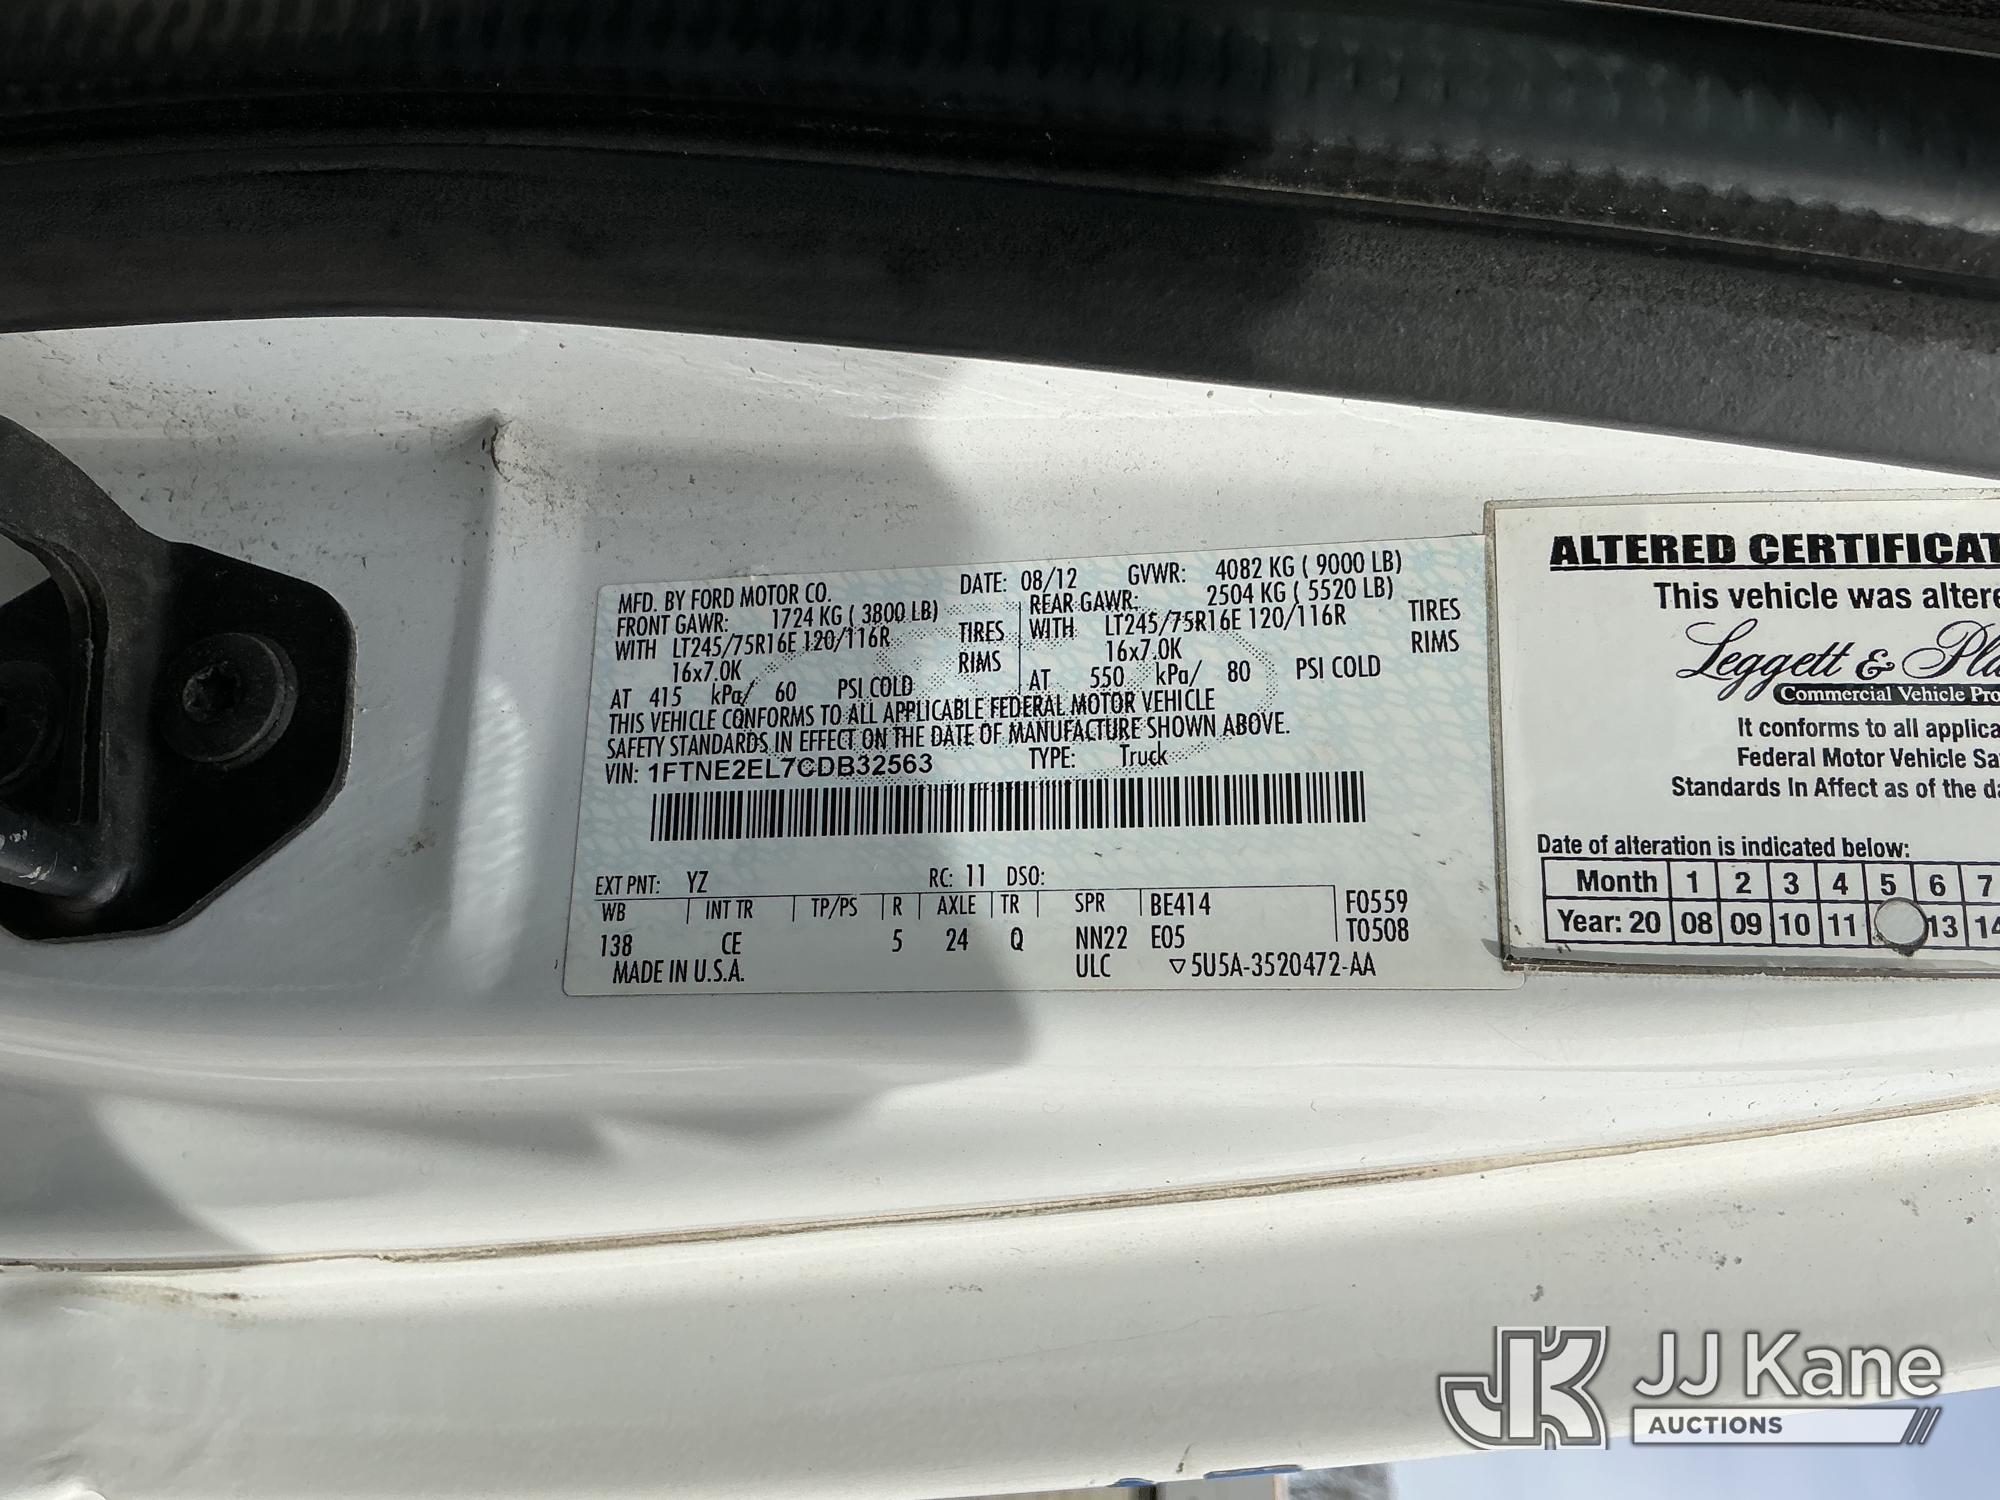 MFD. BY FORD MOTOR CO. DATE: 08/12 GVWR: 4082 KG ( 9000 LB)
FRONT GAWR: 1724 KG ( 3800 LB) REAR GAWR: 2504 KG ( 5520 LB)
WITH LT245/75R16E 120/116R TIRES WITH LT245/75R16E 120/116R TIRES
16x7.0K RIMS 16x7.0K RIMS
AT 415 kPa/ 60 PSI COLD AT 550 kPa/ 80 PSI COLD
THIS VEHICLE CONFORMS TO ALL APPLICABLE FEDERAL MOTOR VEHICLE
SAFETY STANDARDS IN EFFECT ON THE DATE OF MANUFACTURE SHOWN ABOVE.
VIN: 1FTNE2EL7CDB32563 TYPE: Truck
EXT PNT: YZ RC: 11 DSO:
WB INT TR TP/PS R AXLE TR SPR BE414 F0559
138 CE 5 24 Q NN22 E05 T0508
MADE IN U.S.A. ULC ▽5U5A-3520472-AA
ALTERED CERTIFICAT
This vehicle was altere
Leggett & Pla
Commercial Vehicle Pro
It conforms to all applica
Federal Motor Vehicle Sa
Standards In Affect as of the da
Date of alteration is indicated below:
Month 1 2 3 4 5 6 7
Year: 20 08 09 10 11 13 14
JK JJ Kane
AUCTIONS